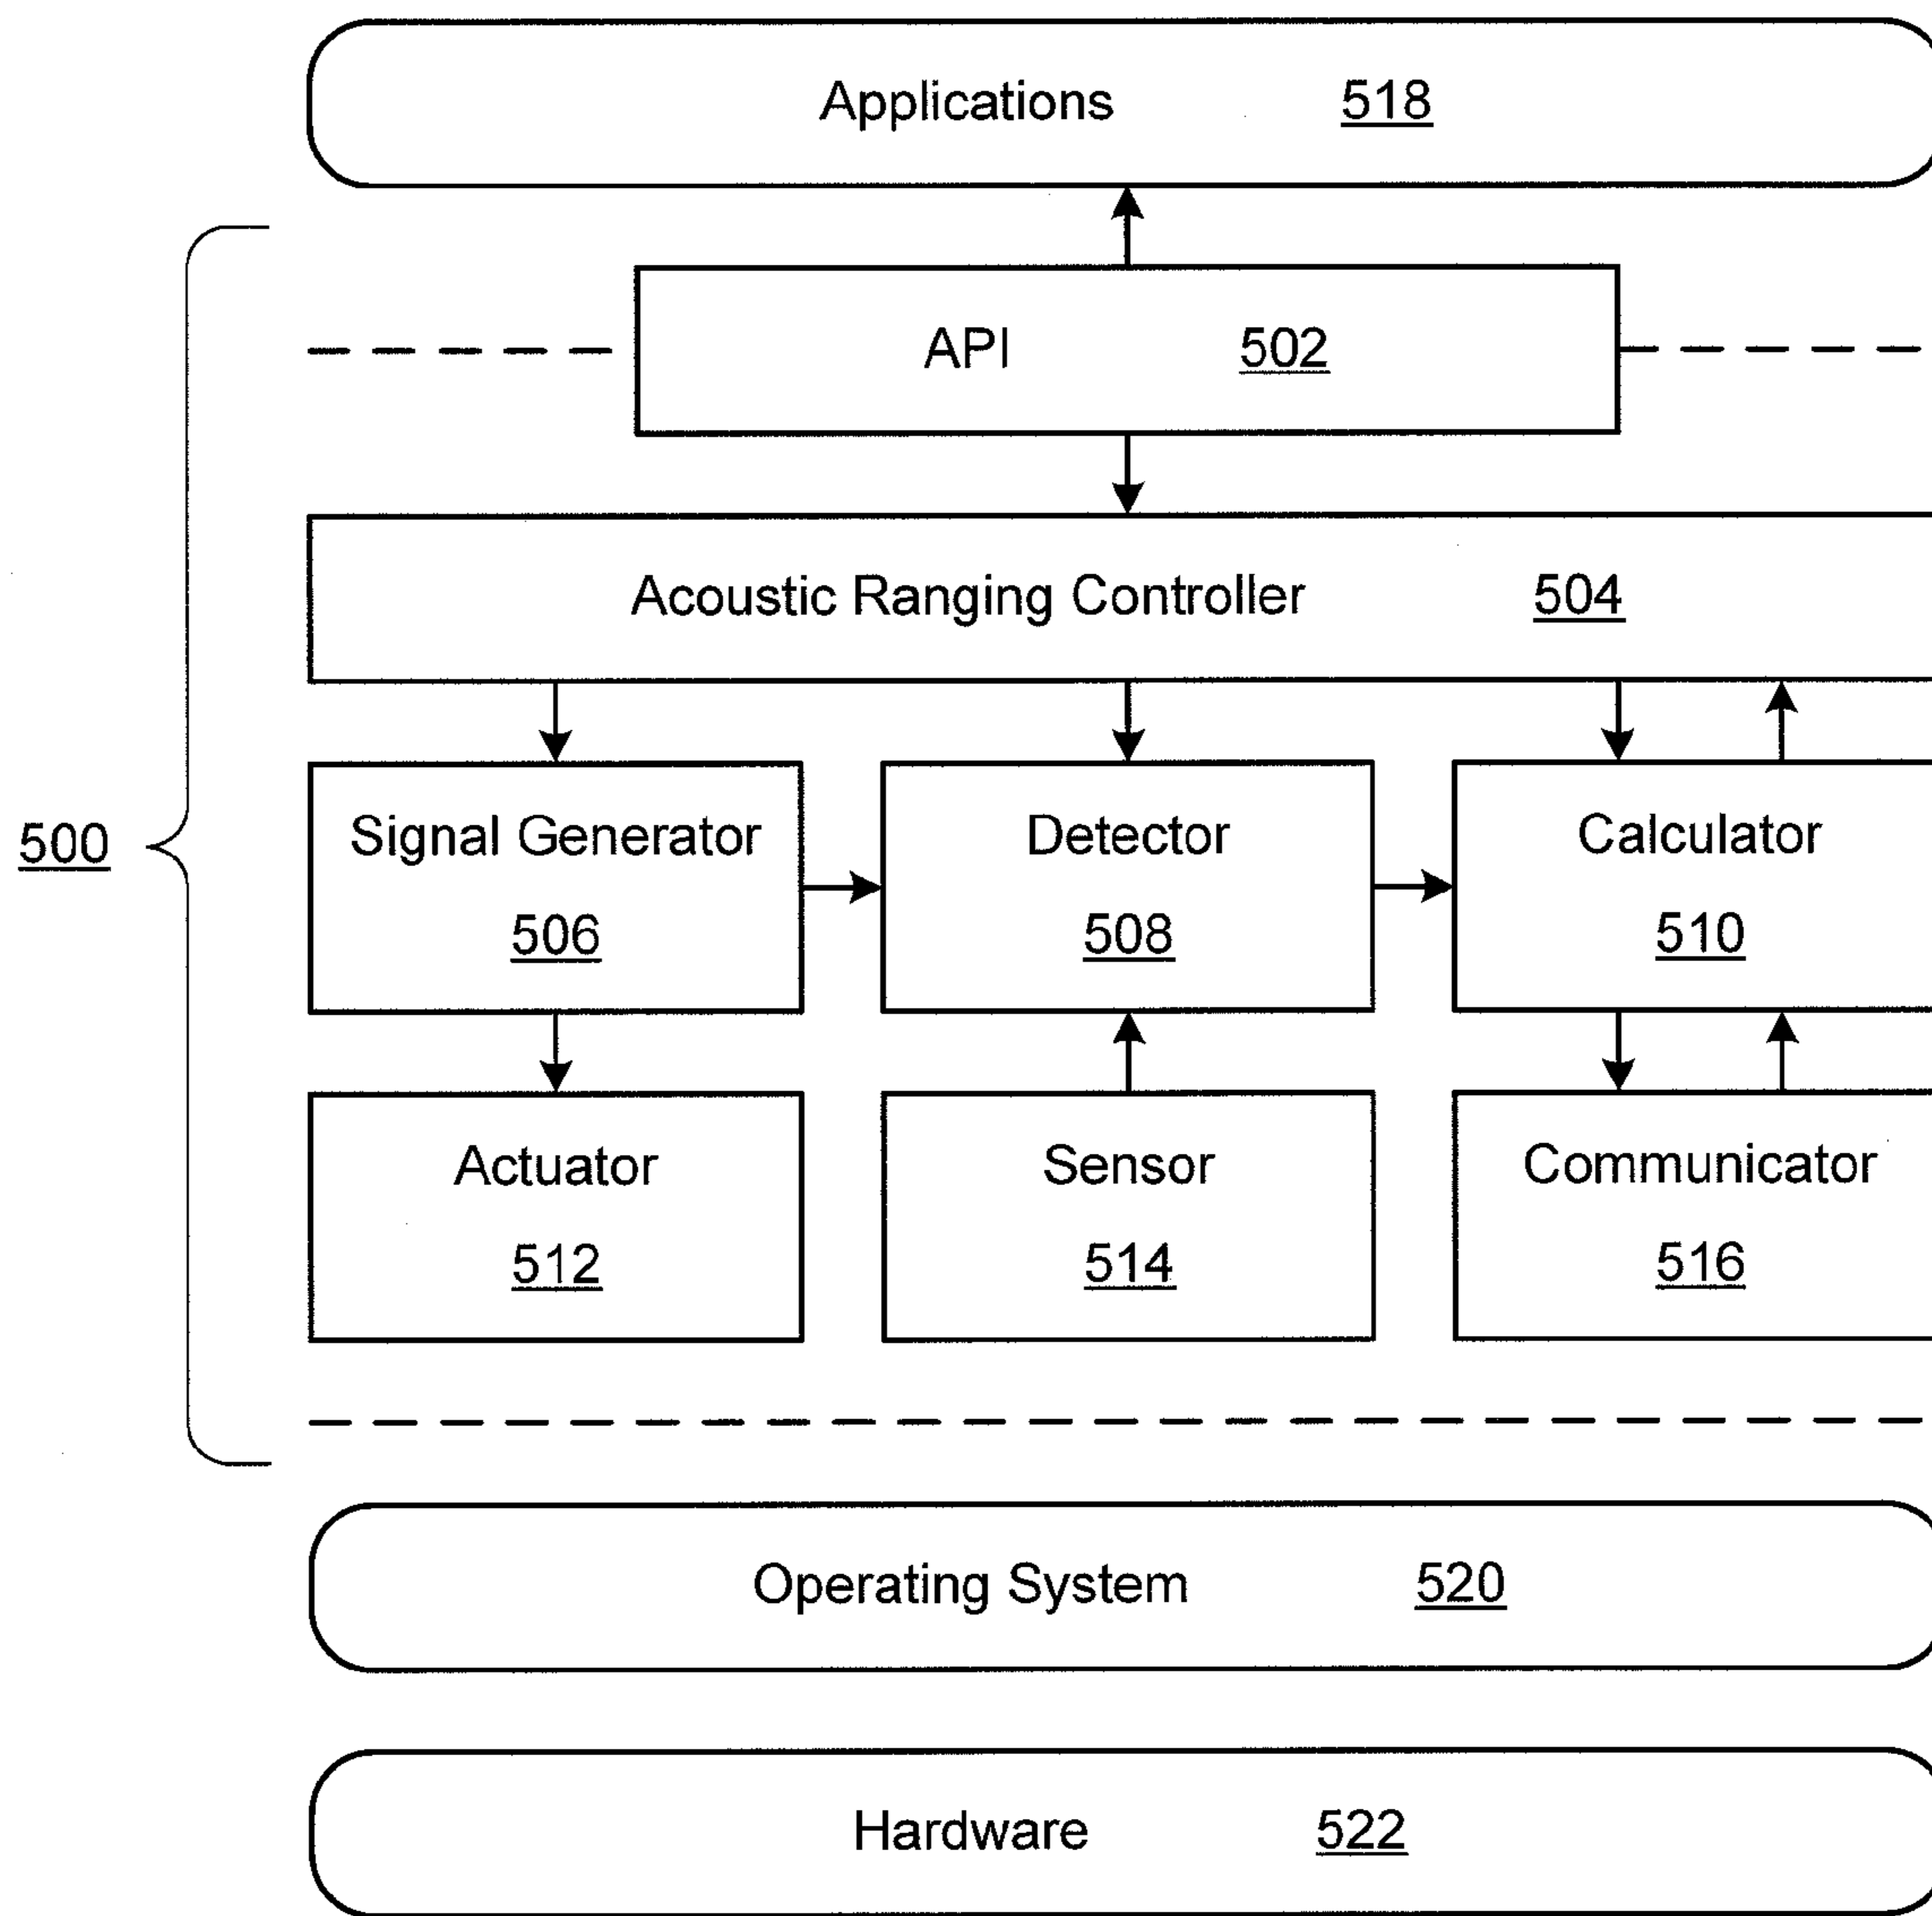 Applications 518
API 502
Acoustic Ranging Controller 504
500
Signal Generator
506
Detector
508
Calculator
510
Actuator
512
Sensor
514
Communicator
516
Operating System 520
Hardware 522